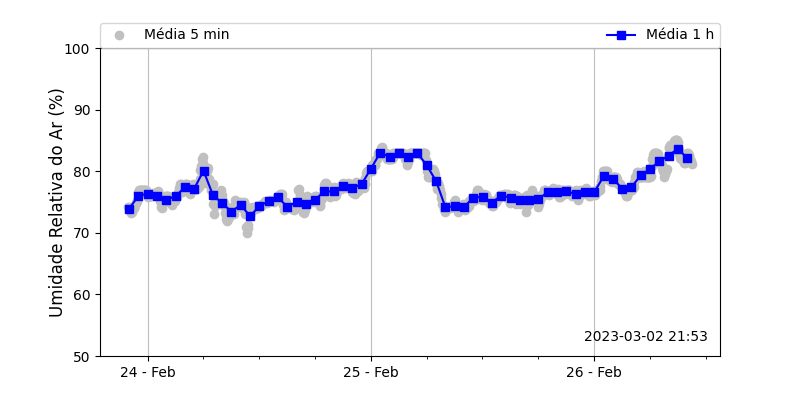 Média 5 min
Média 1 h
Umidade Relativa do Ar (%)
100
90
80
70
60
50
2023-03-02 21:53
24 - Feb
25 - Feb
26 - Feb